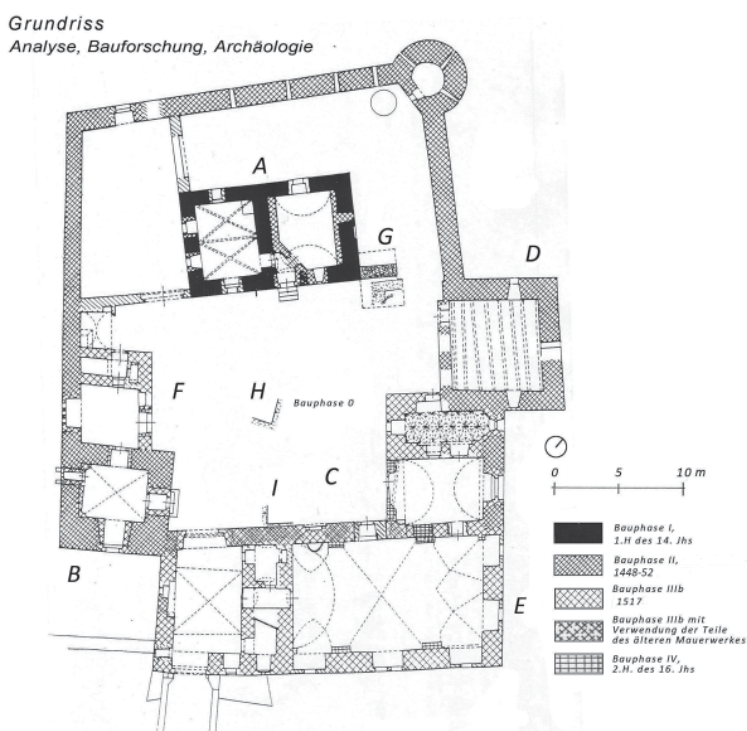 Grundriss
Analyse, Bauforschung, Archäologie
A
G
D
F
H
Bauphase 0
I
C
B
E
0 5 10 m
Bauphase I,
1.H des 14. Jhs
Bauphase II,
1448-52
Bauphase IIIb
1517
Bauphase IIIb mit
Verwendung der Teile
des älteren Mauerwerkes
Bauphase IV,
2.H. des 16. Jhs